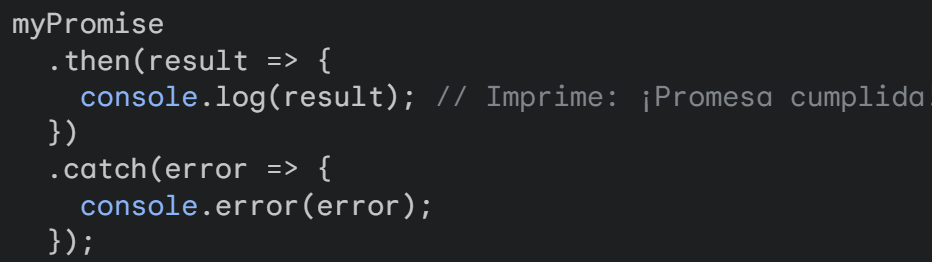 myPromise
  .then(result => {
    console.log(result); // Imprime: ¡Promesa cumplida
  })
  .catch(error => {
    console.error(error);
  });